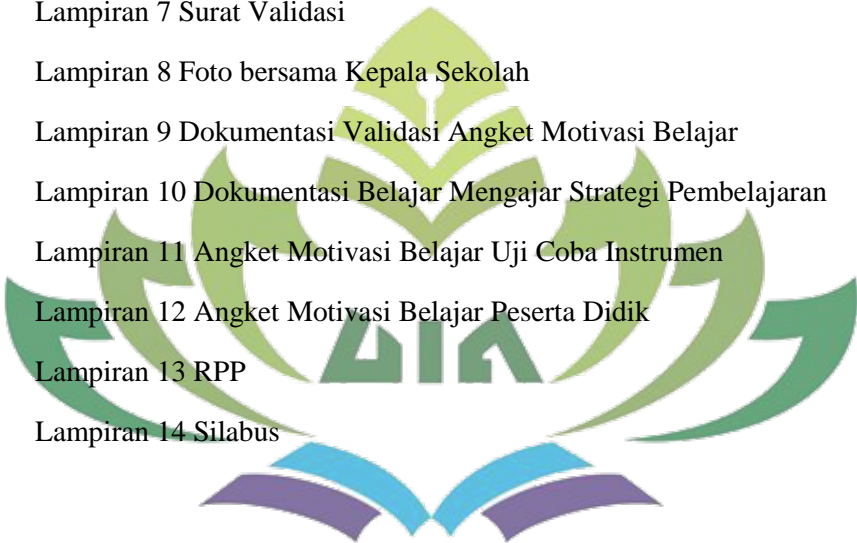 Lampiran 7 Surat Validasi
Lampiran 8 Foto bersama Kepala Sekolah
Lampiran 9 Dokumentasi Validasi Angket Motivasi Belajar
Lampiran 10 Dokumentasi Belajar Mengajar Strategi Pembelajaran
Lampiran 11 Angket Motivasi Belajar Uji Coba Instrumen
Lampiran 12 Angket Motivasi Belajar Peserta Didik
Lampiran 13 RPP
Lampiran 14 Silabus